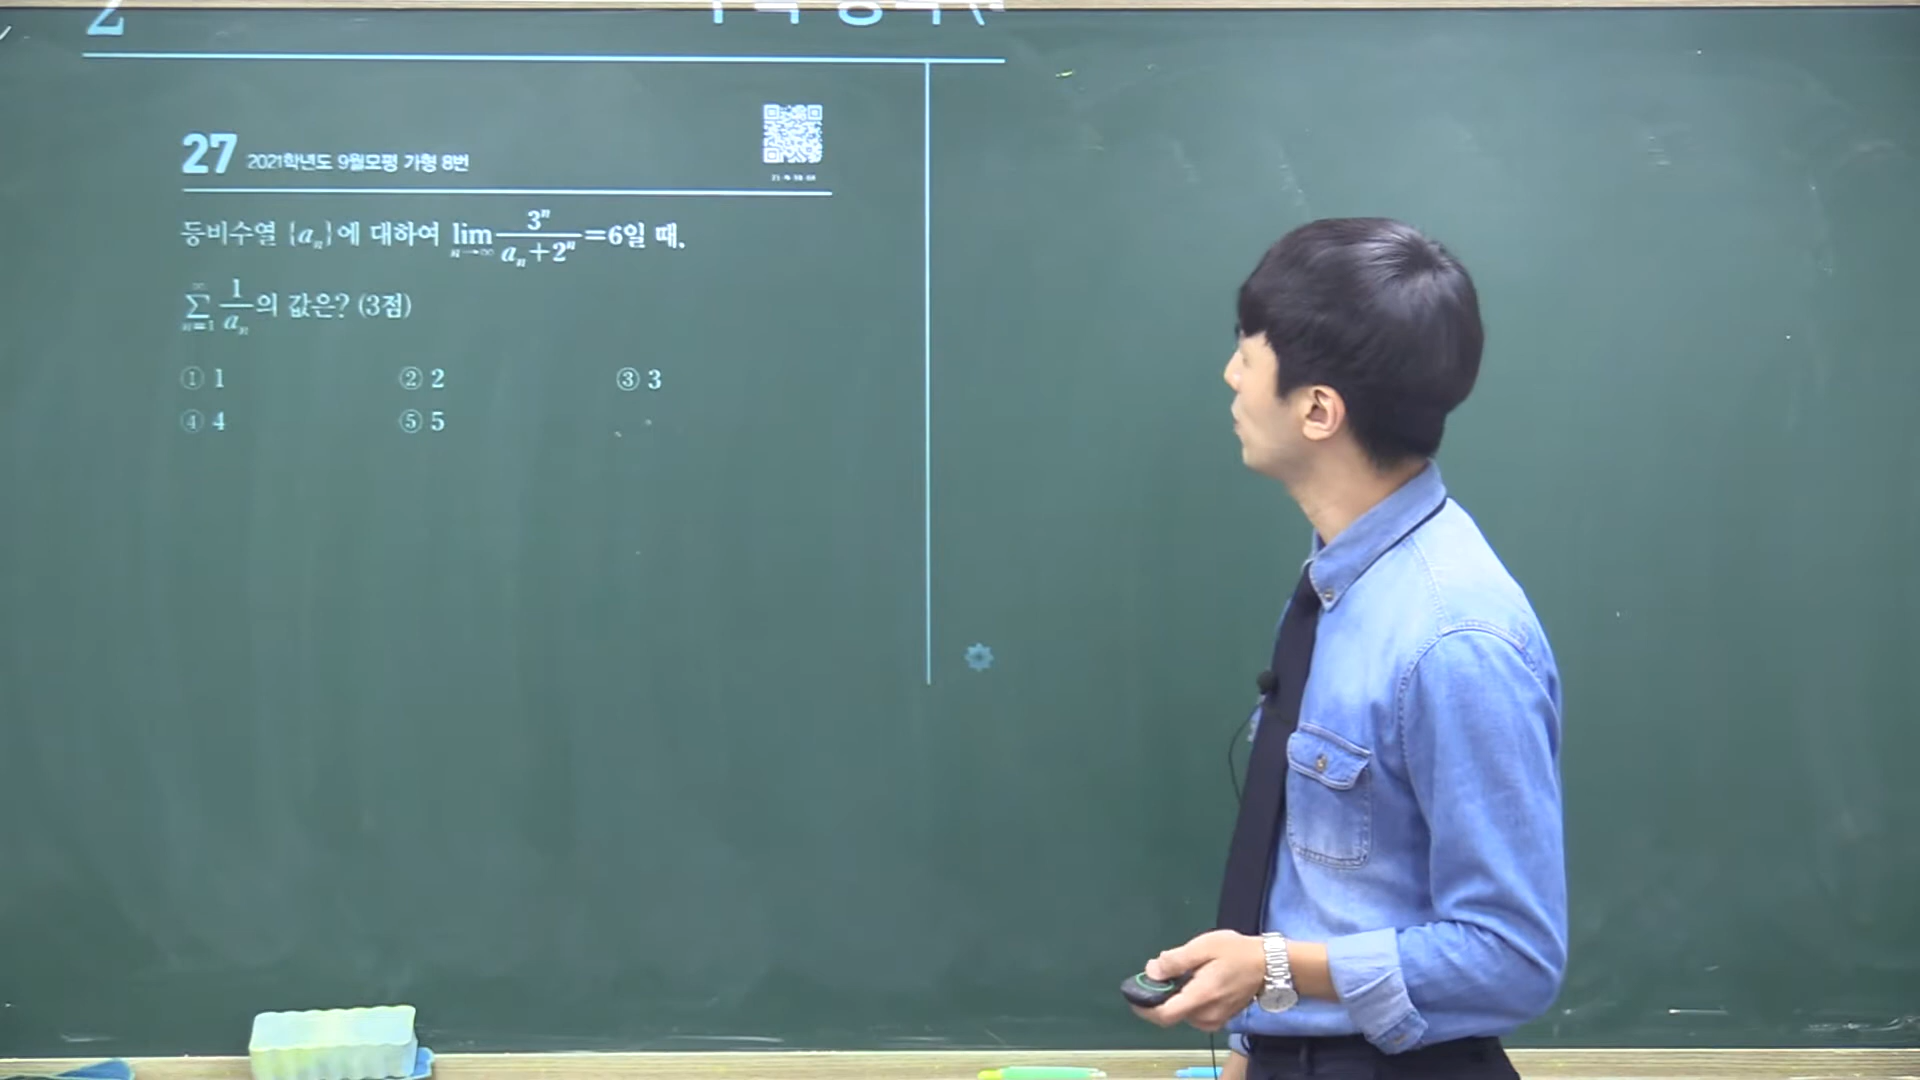 2
27 2021학년도 9월모평 가형 8번
등비수열 {aₙ}에 대하여 lim_{n→∞} 3ⁿ/(aₙ+2ⁿ)=6일 때,
∑_{n=1}^{∞} 1/aₙ의 값은? (3점)
① 1 ② 2 ③ 3
④ 4 ⑤ 5